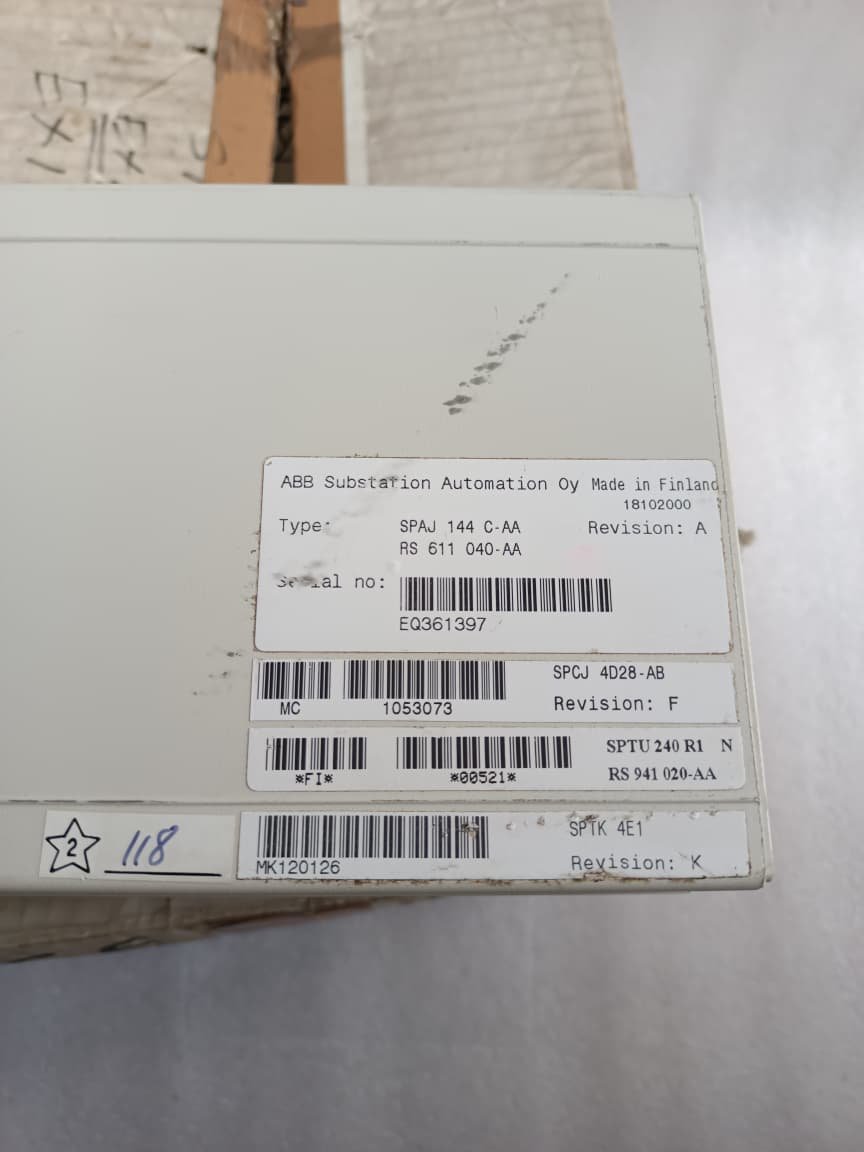 EX1
ABB Substation Automation Oy Made in Finland
18102000
Type: SPAJ 144 C-AA Revision: A
RS 611 040-AA
Serial no:
EQ361397
SPCJ 4D28-AB
MC 1053073 Revision: F
SPTU 240 R1 N
*FI* *00521* RS 941 020-AA
2 118
SPTK 4E1
MK120126 Revision: K